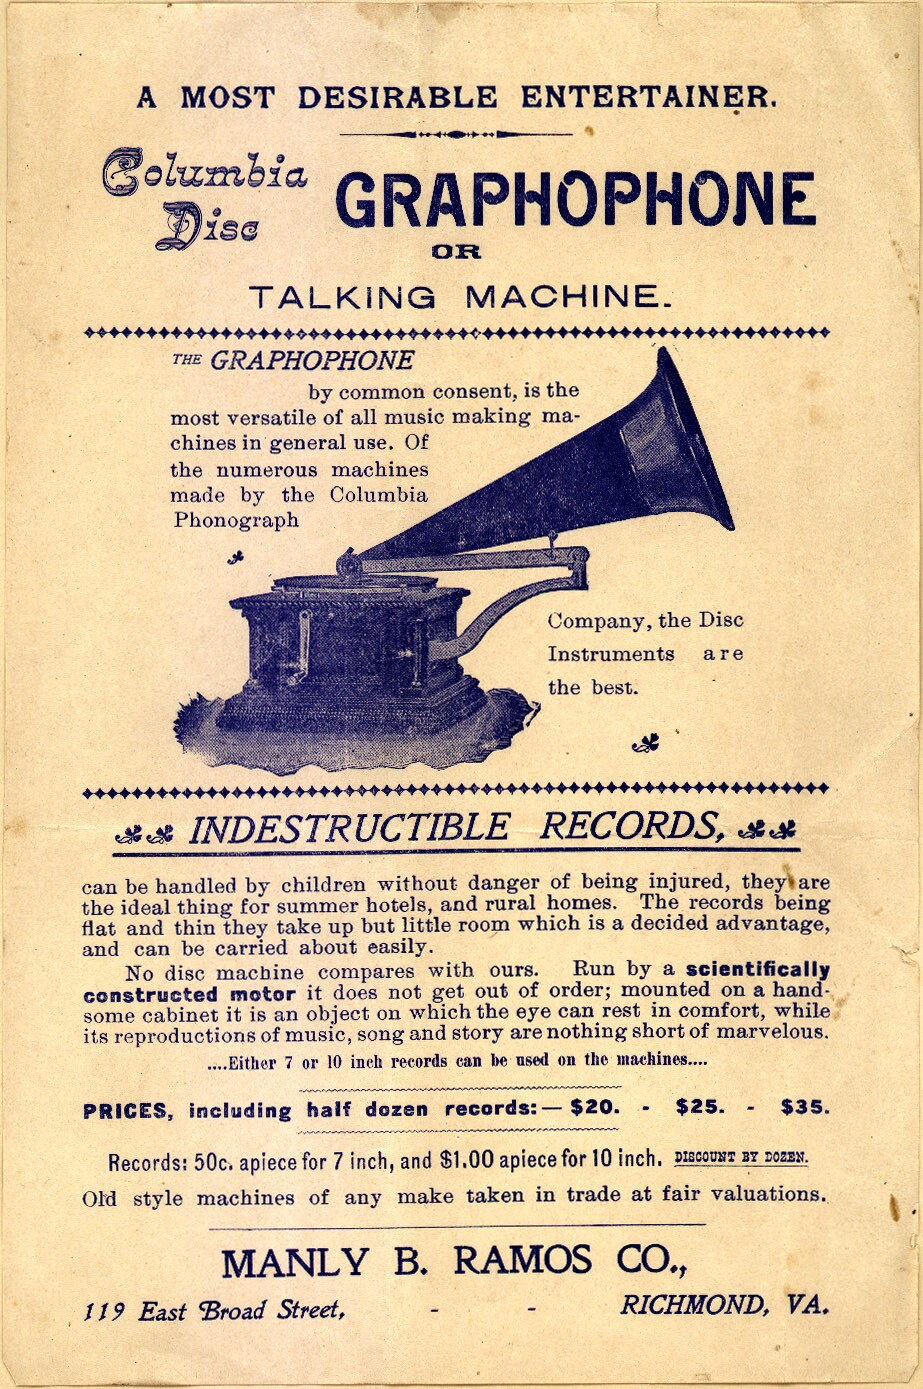 A MOST DESIRABLE ENTERTAINER.
Columbia
Disc
GRAPHOPHONE
OR
TALKING MACHINE.
THE GRAPHOPHONE
by common consent, is the
most versatile of all music making ma-
chines in general use. Of
the numerous machines
made by the Columbia
Phonograph
Company, the Disc
Instruments are
the best.
INDESTRUCTIBLE RECORDS,
can be handled by children without danger of being injured, they are
the ideal thing for summer hotels, and rural homes. The records being
flat and thin they take up but little room which is a decided advantage,
and can be carried about easily.
No disc machine compares with ours. Run by a scientifically
constructed motor it does not get out of order; mounted on a hand-
some cabinet it is an object on which the eye can rest in comfort, while
its reproductions of music, song and story are nothing short of marvelous.
....Either 7 or 10 inch records can be used on the machines....
PRICES, including half dozen records:— $20. - $25. - $35.
Records: 50c. apiece for 7 inch, and $1.00 apiece for 10 inch. DISCOUNT BY DOZEN.
Old style machines of any make taken in trade at fair valuations.
MANLY B. RAMOS CO.,
119 East Broad Street, - - RICHMOND, VA.